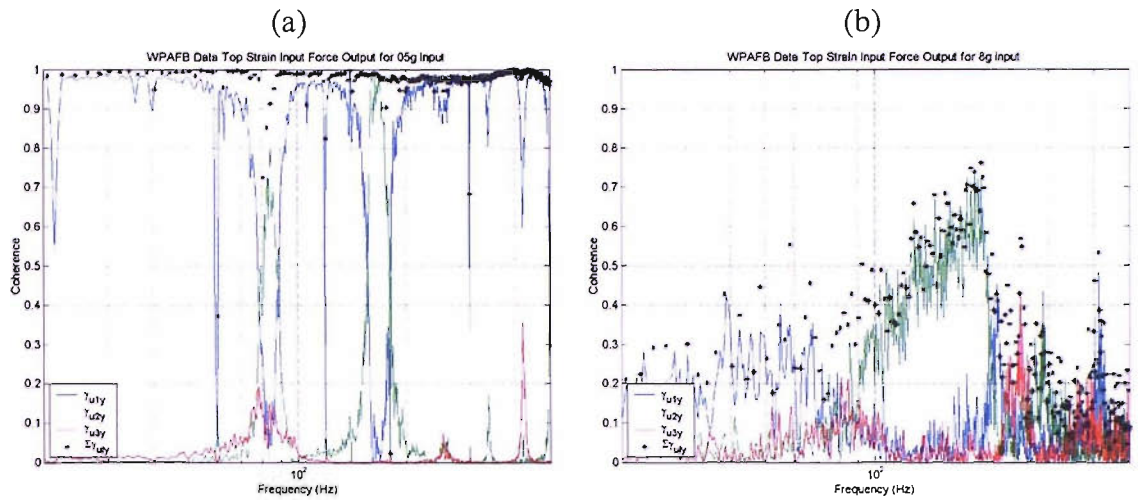 (a)
WPAFB Data Top Strain Input Force Output for 05g Input
1
0.9
0.8
0.7
0.6
0.5
0.4
0.3
0.2
0.1
0
Coherence
γu1y
γu2y
γu3y
Σγuiy
10²
Frequency (Hz)
(b)
WPAFB Data Top Strain Input Force Output for 8g input
1
0.9
0.8
0.7
0.6
0.5
0.4
0.3
0.2
0.1
0
Coherence
γu1y
γu2y
γu3y
Σγuiy
10²
Frequency (Hz)